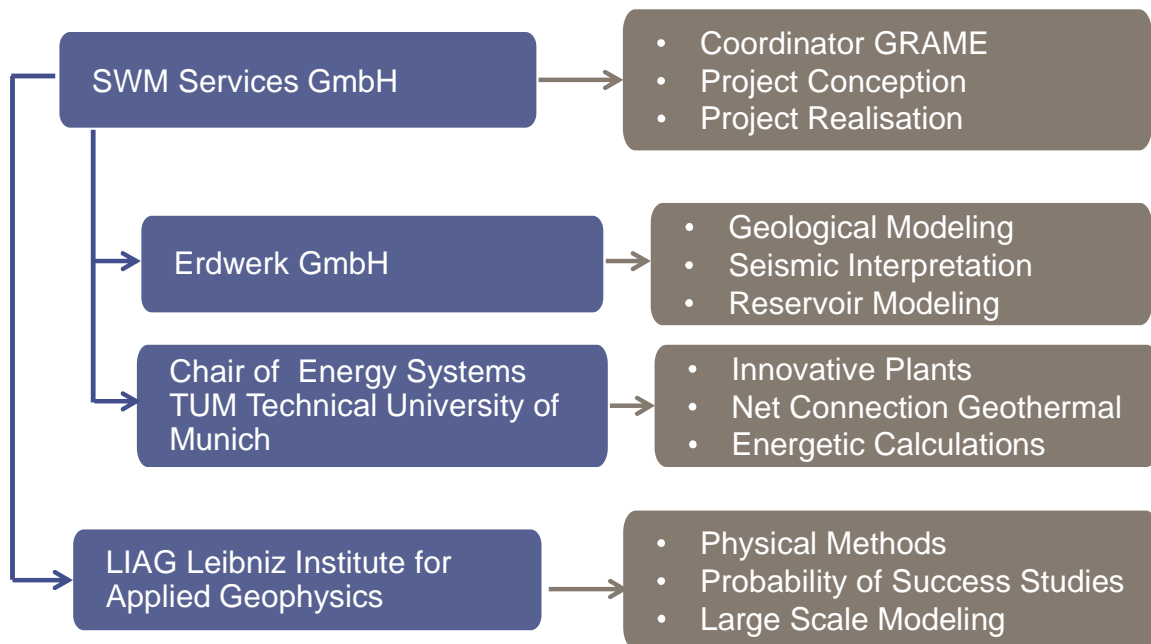 SWM Services GmbH
• Coordinator GRAME
• Project Conception
• Project Realisation
Erdwerk GmbH
• Geological Modeling
• Seismic Interpretation
• Reservoir Modeling
Chair of  Energy Systems
TUM Technical University of
Munich
• Innovative Plants
• Net Connection Geothermal
• Energetic Calculations
LIAG Leibniz Institute for
Applied Geophysics
• Physical Methods
• Probability of Success Studies
• Large Scale Modeling